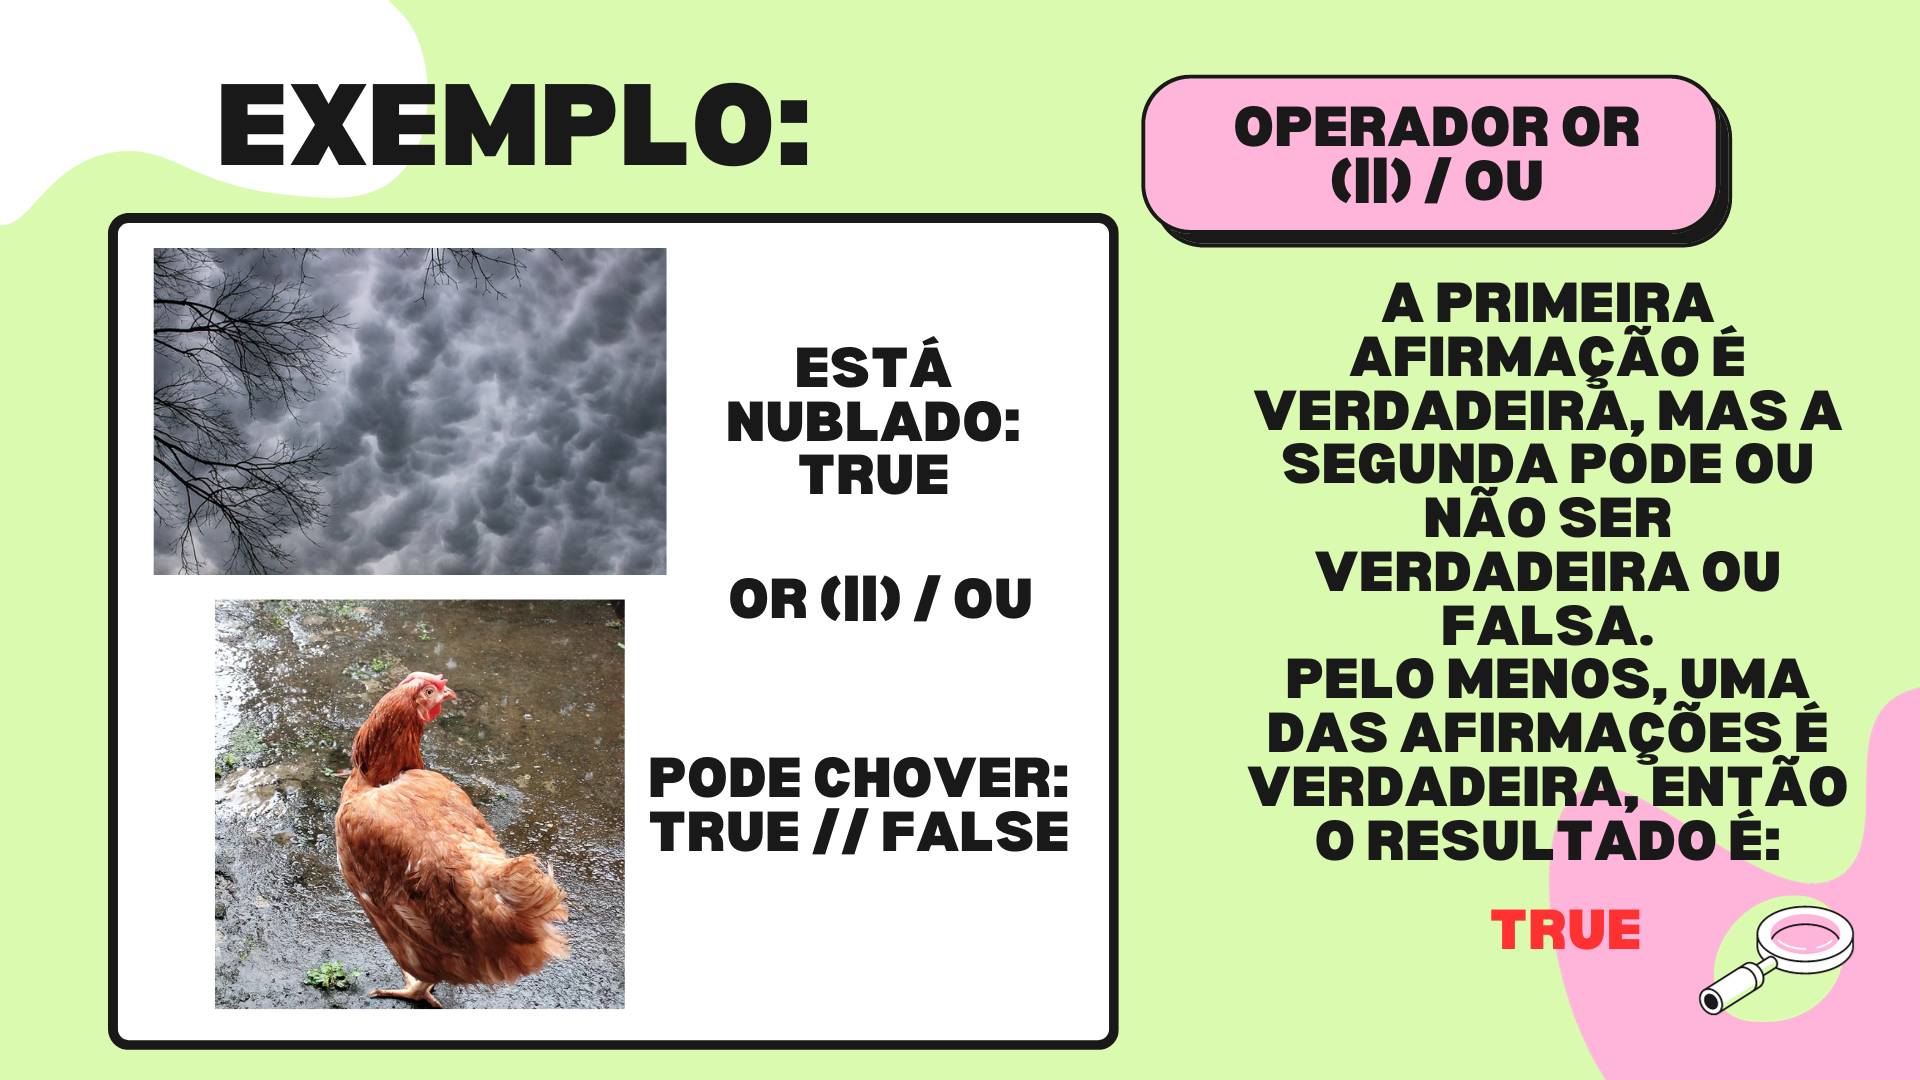 EXEMPLO:
OPERADOR OR
(||) / OU
ESTÁ
NUBLADO:
TRUE
OR (||) / OU
PODE CHOVER:
TRUE // FALSE
A PRIMEIRA
AFIRMAÇÃO É
VERDADEIRA, MAS A
SEGUNDA PODE OU
NÃO SER
VERDADEIRA OU
FALSA.
PELO MENOS, UMA
DAS AFIRMAÇÕES É
VERDADEIRA, ENTÃO
O RESULTADO É:
TRUE